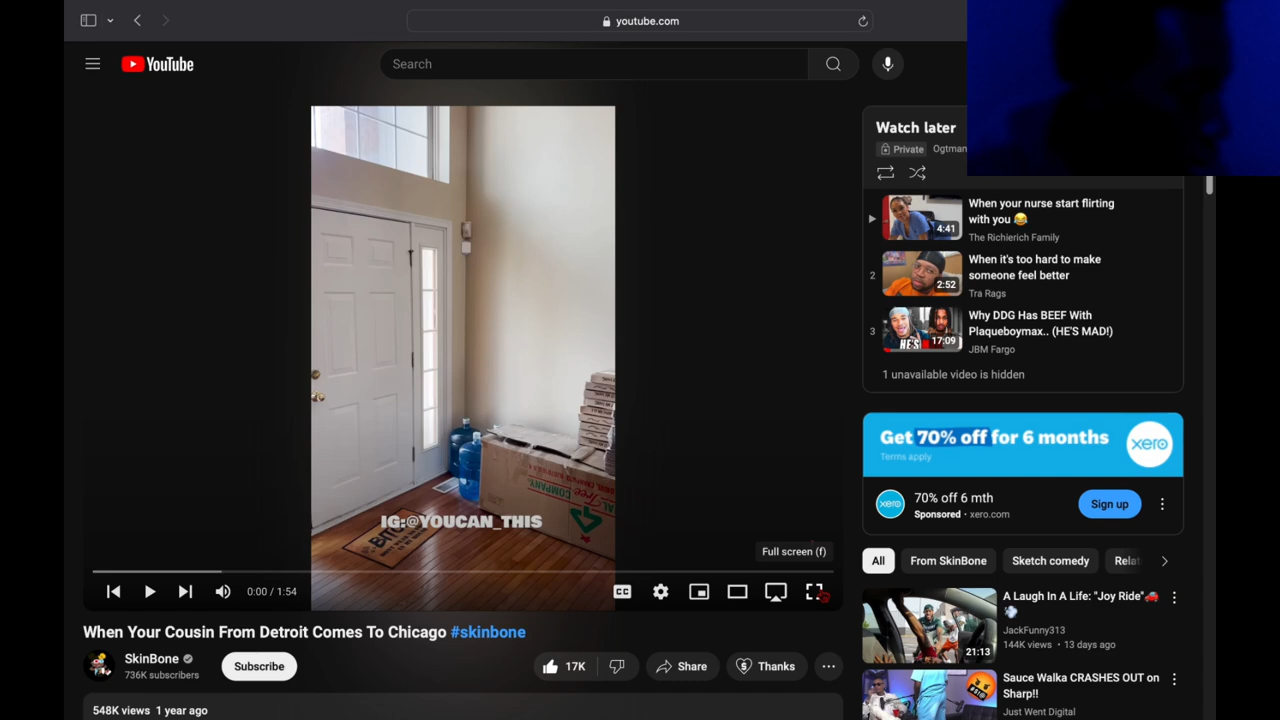 youtube.com
YouTube
Search
IG:@YOUCAN_THIS
Full screen (f)
0:00 / 1:54
CC
When Your Cousin From Detroit Comes To Chicago #skinbone
SkinBone
736K subscribers
Subscribe
17K
Share
Thanks
548K views 1 year ago
Watch later
Private
Ogtman
When your nurse start flirting
with you 😂
The Richierich Family
4:41
2
When it's too hard to make
someone feel better
Tra Rags
2:52
3
Why DDG Has BEEF With
Plaqueboymax.. (HE'S MAD!)
JBM Fargo
HE'S
17:09
1 unavailable video is hidden
Get 70% off for 6 months
Terms apply
xero
xero
70% off 6 mth
Sponsored • xero.com
Sign up
All
From SkinBone
Sketch comedy
Relat
A Laugh In A Life: "Joy Ride"🚗
💨
JackFunny313
144K views • 13 days ago
21:13
Sauce Walka CRASHES OUT on
Sharp!!
Just Went Digital